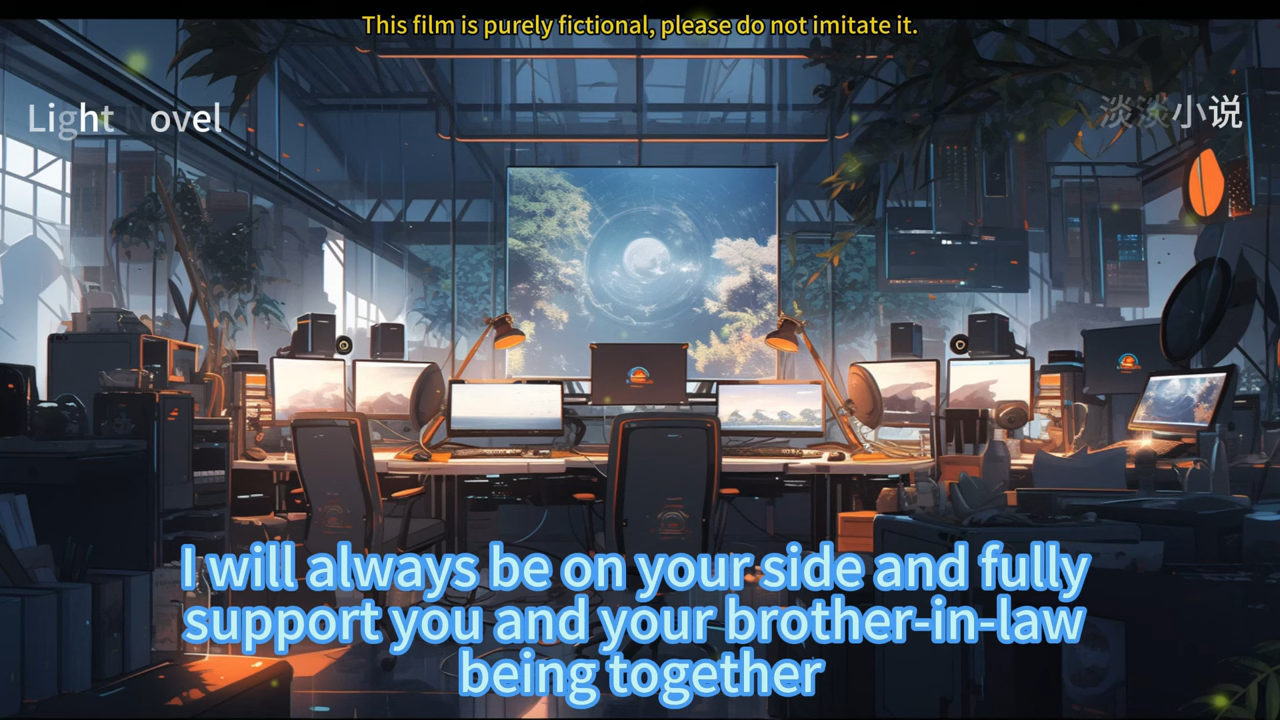 This film is purely fictional, please do not imitate it.
Light Novel
淡淡小说
I will always be on your side and fully
support you and your brother-in-law
being together